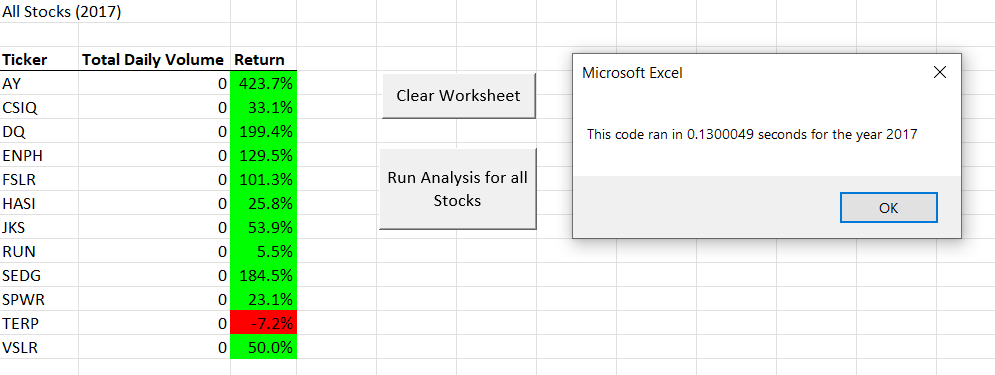 All Stocks (2017)
Ticker Total Daily Volume Return
AY 0 423.7%
CSIQ 0 33.1%
DQ 0 199.4%
ENPH 0 129.5%
FSLR 0 101.3%
HASI 0 25.8%
JKS 0 53.9%
RUN 0 5.5%
SEDG 0 184.5%
SPWR 0 23.1%
TERP 0 -7.2%
VSLR 0 50.0%
Clear Worksheet
Run Analysis for all
Stocks
Microsoft Excel
This code ran in 0.1300049 seconds for the year 2017
OK